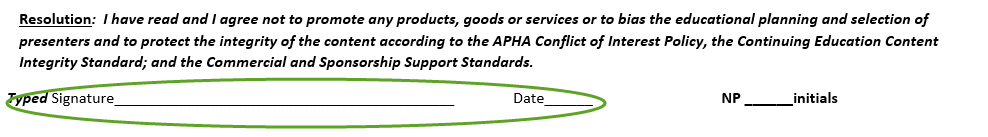 Resolution: I have read and I agree not to promote any products, goods or services or to bias the educational planning and selection of
presenters and to protect the integrity of the content according to the APHA Conflict of Interest Policy, the Continuing Education Content
Integrity Standard; and the Commercial and Sponsorship Support Standards.
Typed Signature____________________________________________ Date______ NP ______initials